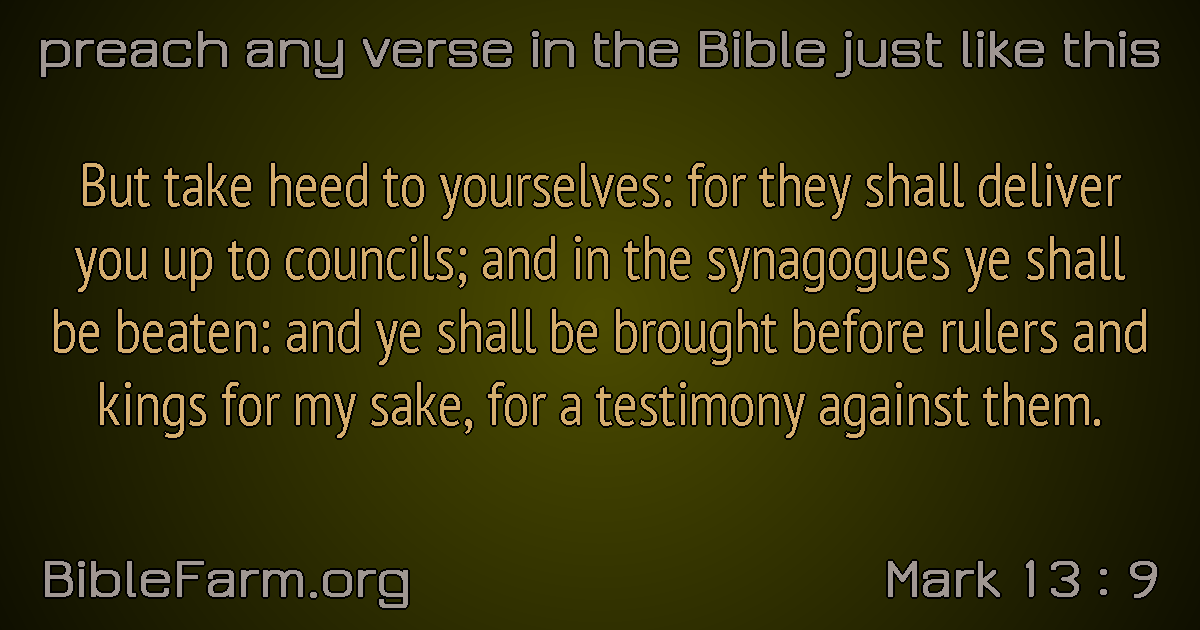 preach any verse in the Bible just like this
But take heed to yourselves: for they shall deliver
you up to councils; and in the synagogues ye shall
be beaten: and ye shall be brought before rulers and
kings for my sake, for a testimony against them.
BibleFarm.org
Mark 13 : 9